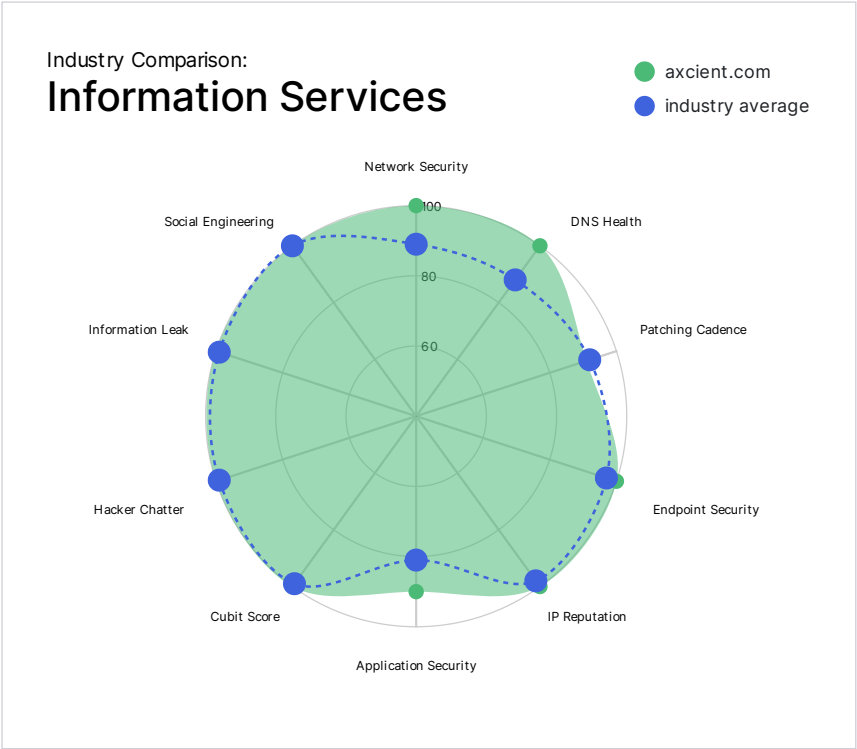 Industry Comparison:
Information Services
axcient.com
industry average
Network Security
Social Engineering
DNS Health
100
80
60
Information Leak
Patching Cadence
Hacker Chatter
Endpoint Security
Cubit Score
IP Reputation
Application Security